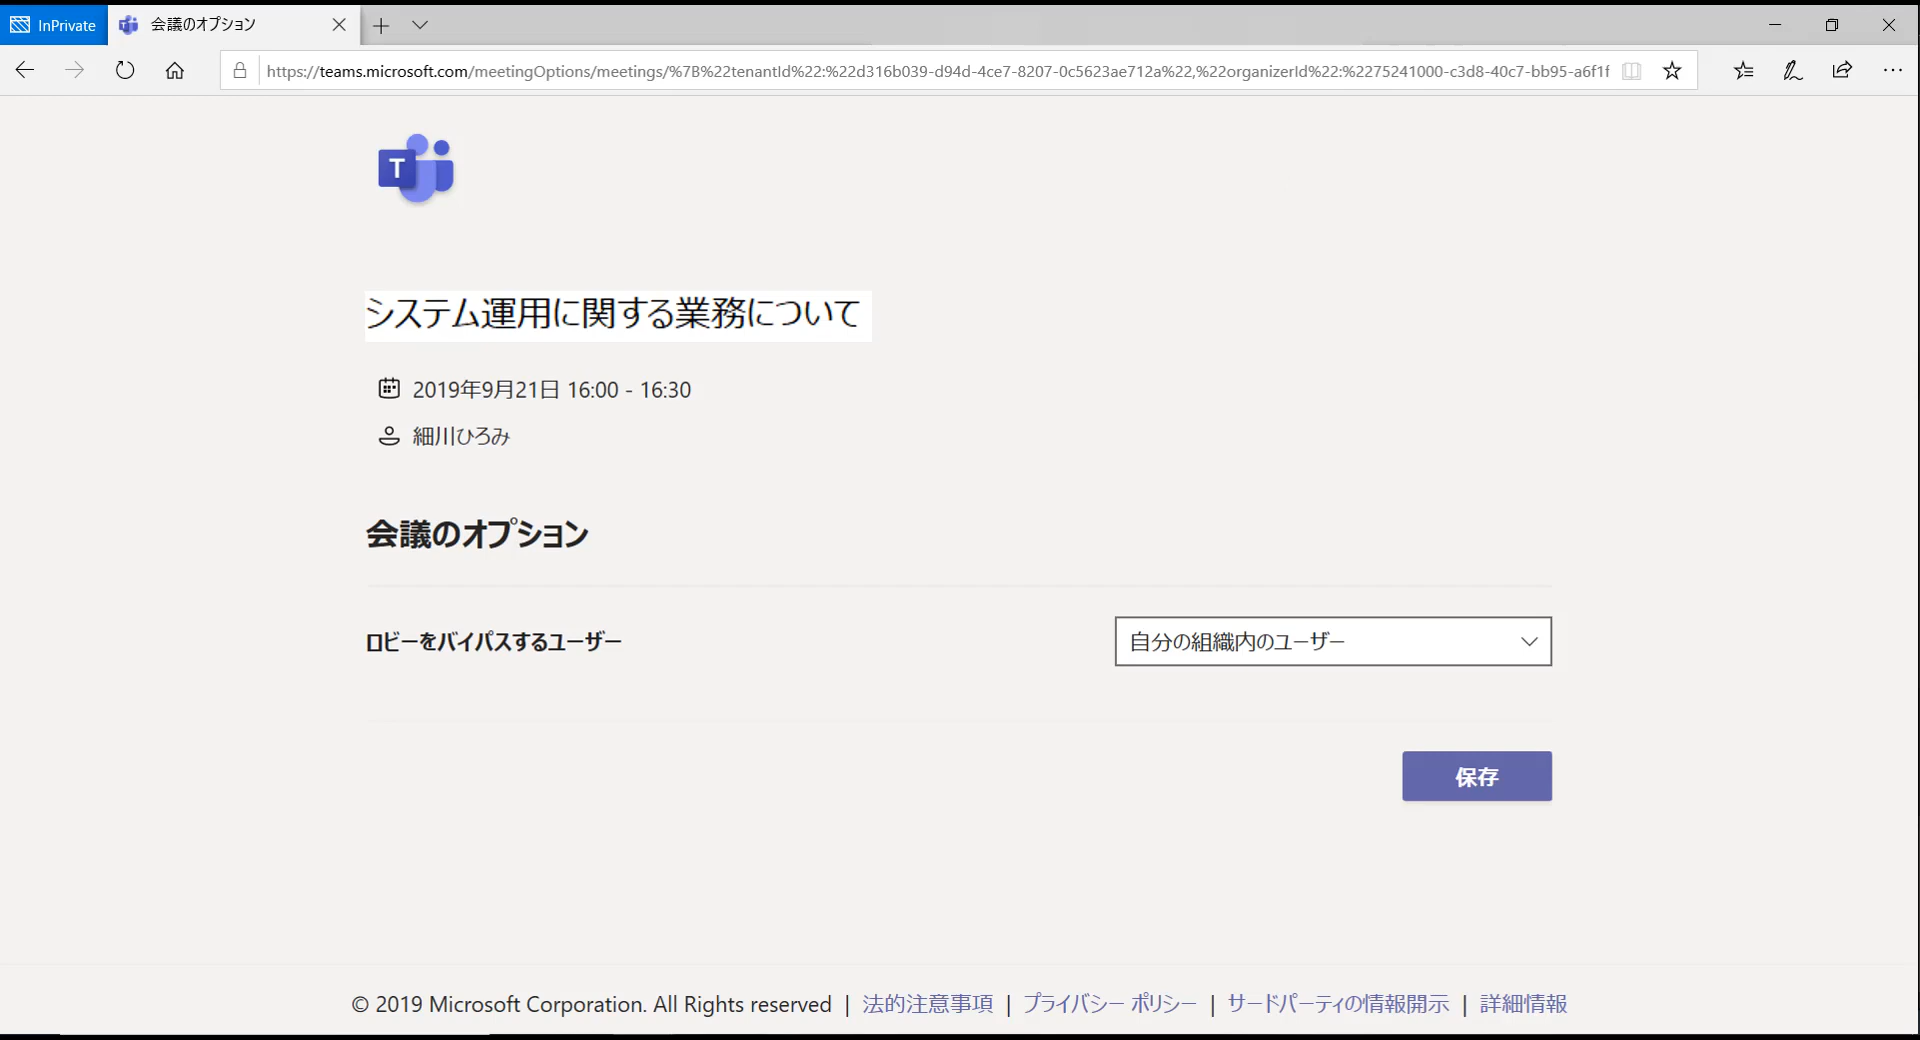 InPrivate
会議のオプション
https://teams.microsoft.com/meetingOptions/meetings/%7B%22tenantId%22:%22d316b039-d94d-4ce7-8207-0c5623ae712a%22,%22organizerId%22:%2275241000-c3d8-40c7-bb95-a6f1f
T
システム運用に関する業務について
2019年9月21日 16:00 - 16:30
細川ひろみ
会議のオプション
ロビーをバイパスするユーザー
自分の組織内のユーザー
保存
© 2019 Microsoft Corporation. All Rights reserved | 法的注意事項 | プライバシー ポリシー | サードパーティの情報開示 | 詳細情報